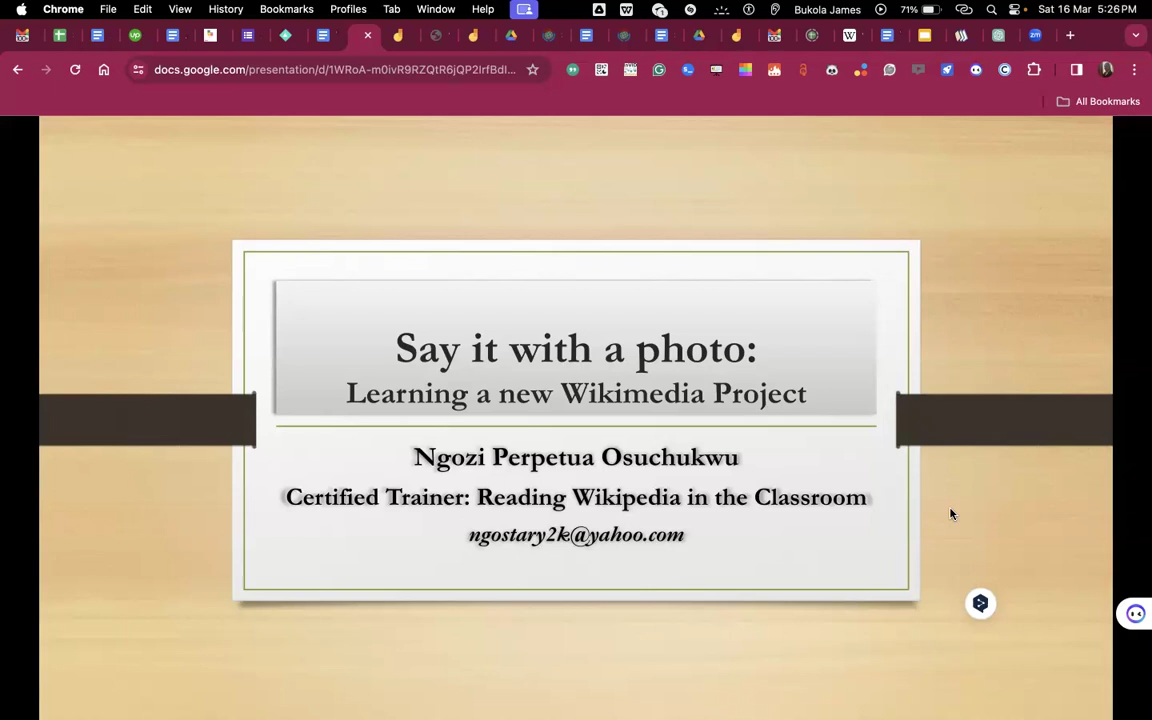 Chrome File Edit View History Bookmarks Profiles Tab Window Help Bukola James 71% Sat 16 Mar 5:26 PM
docs.google.com/presentation/d/1WRoA-m0ivR9RZQtR6jQP2IrfBdI...
All Bookmarks
Say it with a photo:
Learning a new Wikimedia Project
Ngozi Perpetua Osuchukwu
Certified Trainer: Reading Wikipedia in the Classroom
ngostary2k@yahoo.com